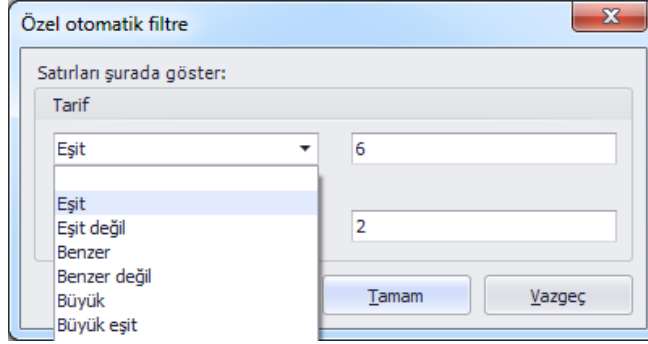 Özel otomatik filtre
Satırları şurada göster:
Tarif
Eşit 6
Eşit
Eşit değil 2
Benzer
Benzer değil
Büyük Tamam Vazgeç
Büyük eşit